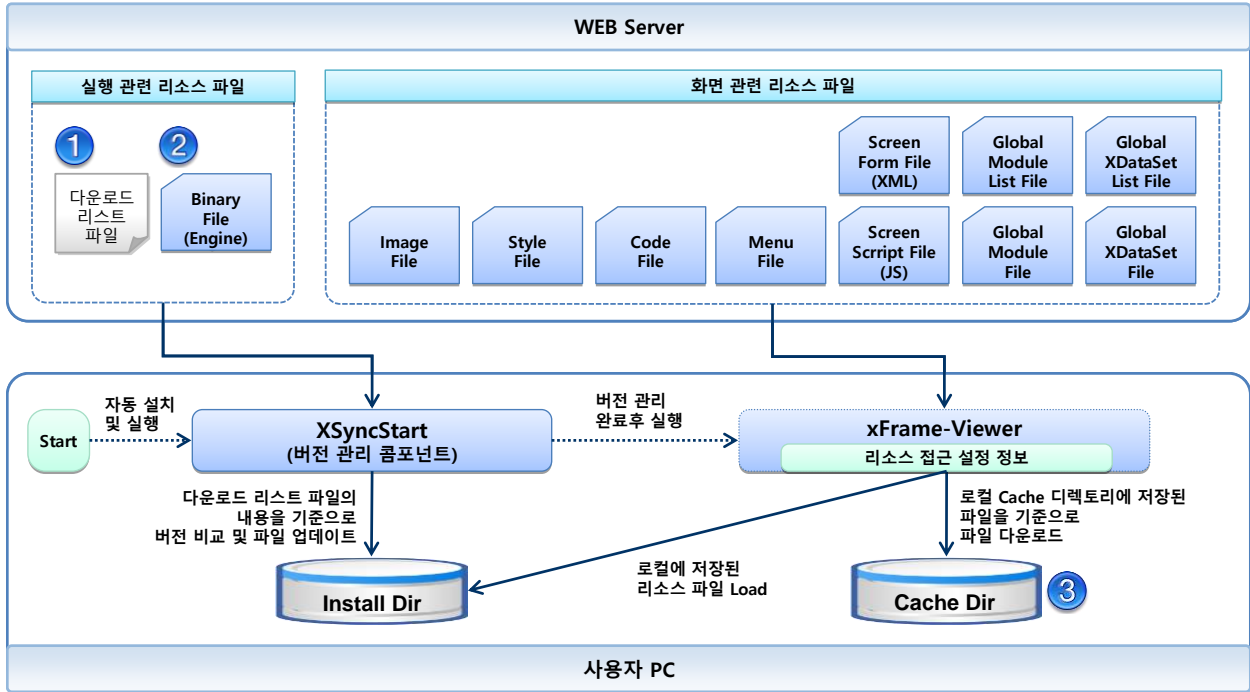 WEB Server
실행 관련 리소스 파일
화면 관련 리소스 파일
1
2
다운로드
리스트
파일
Binary
File
(Engine)
Screen
Form File
(XML)
Global
Module
List File
Global
XDataSet
List File
Image
File
Style
File
Code
File
Menu
File
Screen
Scrript File
(JS)
Global
Module
File
Global
XDataSet
File
Start
자동 설치
및 실행
XSyncStart
(버전 관리 콤포넌트)
버전 관리
완료후 실행
xFrame-Viewer
리소스 접근 설정 정보
다운로드 리스트 파일의
내용을 기준으로
버전 비교 및 파일 업데이트
로컬에 저장된
리소스 파일 Load
로컬 Cache 디렉토리에 저장된
파일을 기준으로
파일 다운로드
Install Dir
Cache Dir
3
사용자 PC